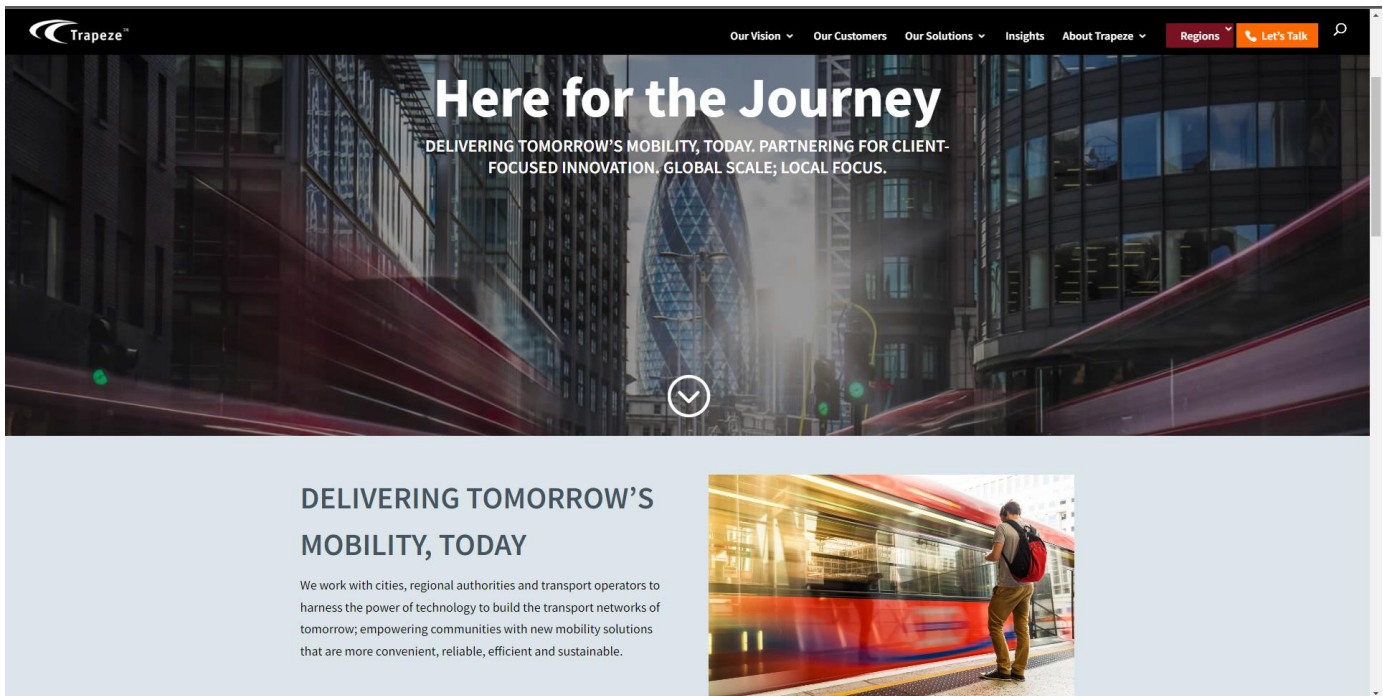 Trapeze™
Our Vision
Our Customers
Our Solutions
Insights
About Trapeze
Regions
Let's Talk
Here for the Journey
DELIVERING TOMORROW’S MOBILITY, TODAY. PARTNERING FOR CLIENT-
FOCUSED INNOVATION. GLOBAL SCALE; LOCAL FOCUS.
DELIVERING TOMORROW’S
MOBILITY, TODAY
We work with cities, regional authorities and transport operators to
harness the power of technology to build the transport networks of
tomorrow; empowering communities with new mobility solutions
that are more convenient, reliable, efficient and sustainable.